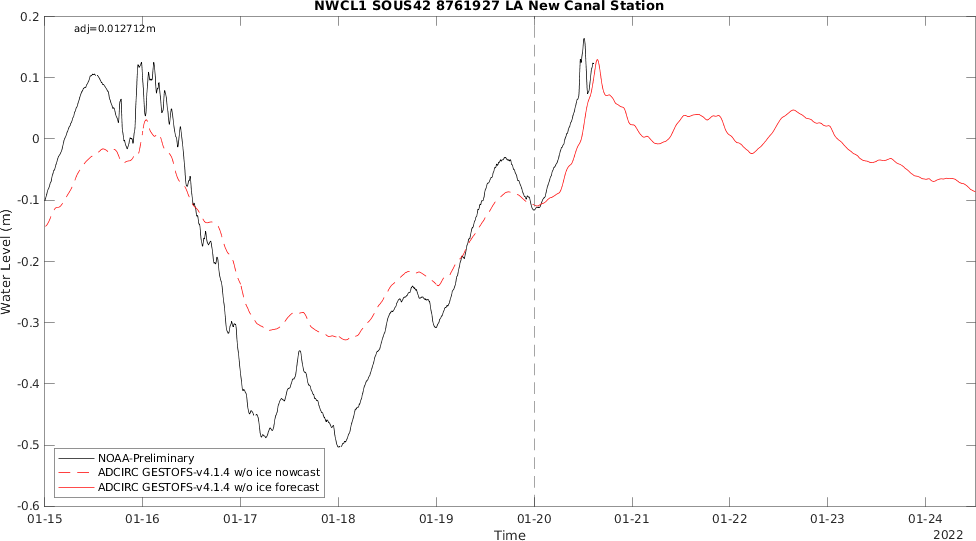 NWCL1 SOUS42 8761927 LA New Canal Station
adj=0.012712m
0.2
0.1
0
-0.1
-0.2
-0.3
-0.4
-0.5
-0.6
Water Level (m)
NOAA-Preliminary
ADCIRC GESTOFS-v4.1.4 w/o ice nowcast
ADCIRC GESTOFS-v4.1.4 w/o ice forecast
01-15 01-16 01-17 01-18 01-19 01-20 01-21 01-22 01-23 01-24
Time
2022